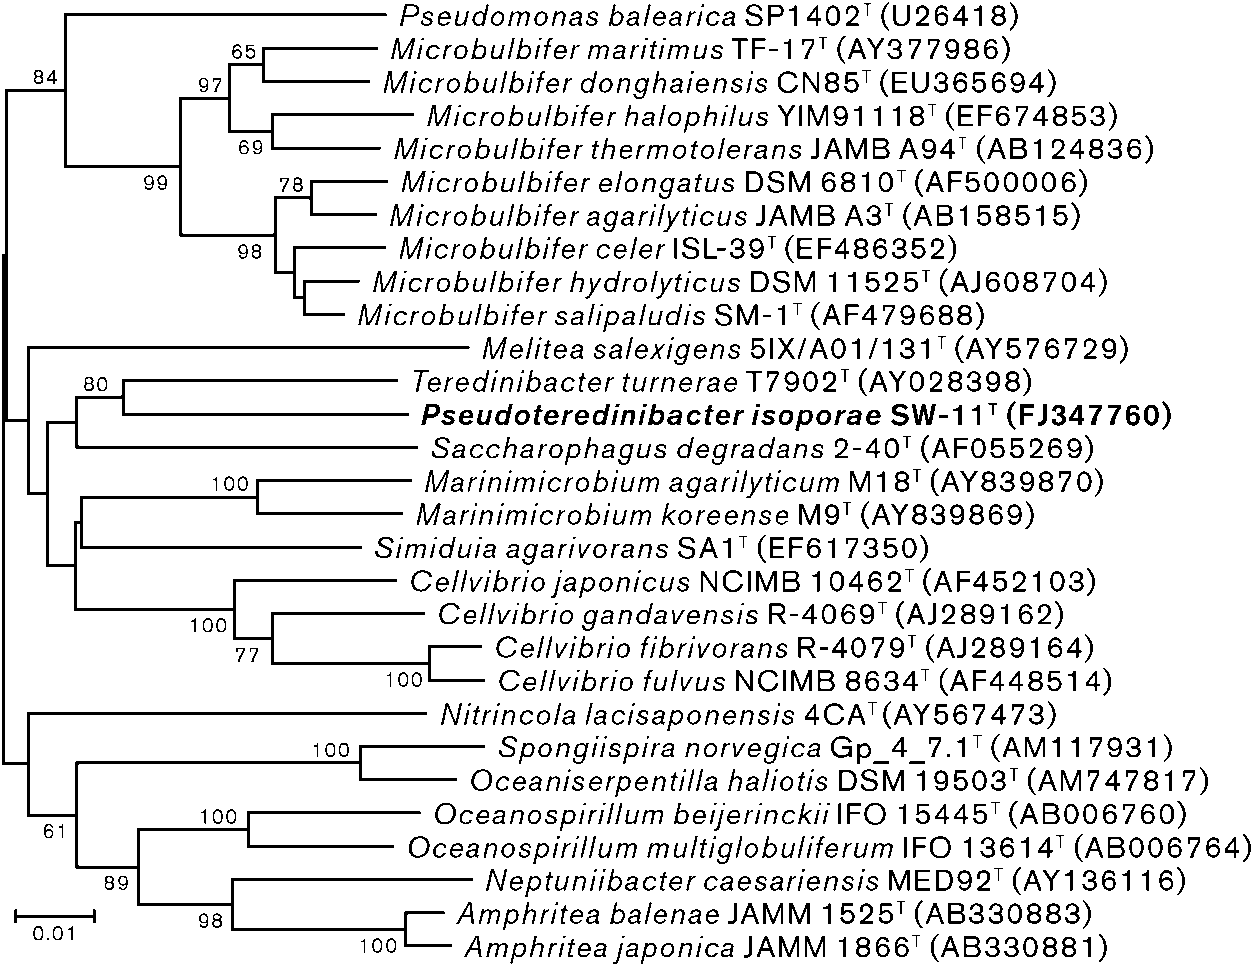 Pseudomonas balearica SP1402ᵀ (U26418)
65
Microbulbifer maritimus TF-17ᵀ (AY377986)
84
97
Microbulbifer donghaiensis CN85ᵀ (EU365694)
Microbulbifer halophilus YIM91118ᵀ (EF674853)
69
Microbulbifer thermotolerans JAMB A94ᵀ (AB124836)
99
78
Microbulbifer elongatus DSM 6810ᵀ (AF500006)
Microbulbifer agarilyticus JAMB A3ᵀ (AB158515)
98
Microbulbifer celer ISL-39ᵀ (EF486352)
Microbulbifer hydrolyticus DSM 11525ᵀ (AJ608704)
Microbulbifer salipaludis SM-1ᵀ (AF479688)
Melitea salexigens 5IX/A01/131ᵀ (AY576729)
80
Teredinibacter turnerae T7902ᵀ (AY028398)
Pseudoteredinibacter isoporae SW-11ᵀ (FJ347760)
Saccharophagus degradans 2-40ᵀ (AF055269)
100
Marinimicrobium agarilyticum M18ᵀ (AY839870)
Marinimicrobium koreense M9ᵀ (AY839869)
Simiduia agarivorans SA1ᵀ (EF617350)
Cellvibrio japonicus NCIMB 10462ᵀ (AF452103)
Cellvibrio gandavensis R-4069ᵀ (AJ289162)
100
77
Cellvibrio fibrivorans R-4079ᵀ (AJ289164)
100
Cellvibrio fulvus NCIMB 8634ᵀ (AF448514)
Nitrincola lacisaponensis 4CAᵀ (AY567473)
100
Spongiispira norvegica Gp_4_7.1ᵀ (AM117931)
Oceaniserpentilla haliotis DSM 19503ᵀ (AM747817)
61
100
Oceanospirillum beijerinckii IFO 15445ᵀ (AB006760)
Oceanospirillum multiglobuliferum IFO 13614ᵀ (AB006764)
89
Neptuniibacter caesariensis MED92ᵀ (AY136116)
98
Amphritea balenae JAMM 1525ᵀ (AB330883)
100
Amphritea japonica JAMM 1866ᵀ (AB330881)
0.01